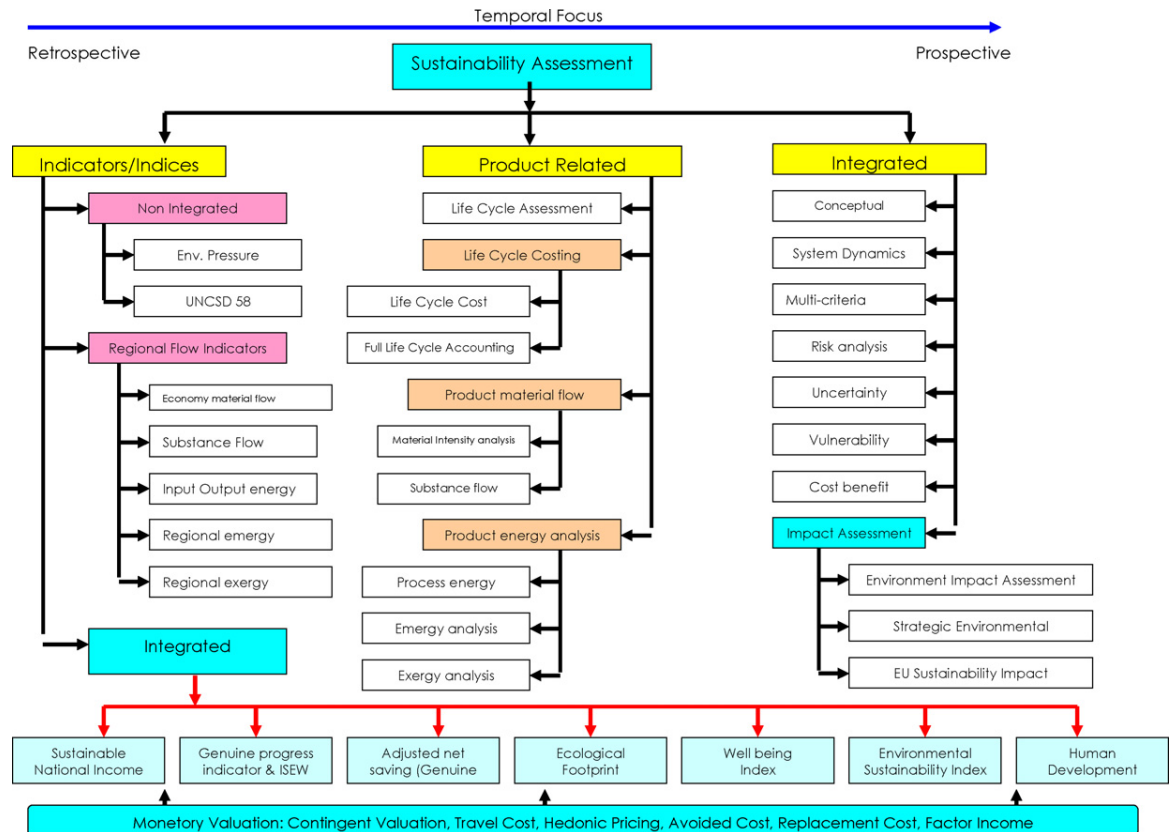 Temporal Focus
Retrospective
Prospective
Sustainability Assessment
Indicators/Indices
Product Related
Integrated
Non Integrated
Env. Pressure
UNCSD 58
Regional Flow Indicators
Economy material flow
Substance Flow
Input Output energy
Regional emergy
Regional exergy
Integrated
Life Cycle Assessment
Life Cycle Costing
Life Cycle Cost
Full Life Cycle Accounting
Product material flow
Material Intensity analysis
Substance flow
Product energy analysis
Process energy
Emergy analysis
Exergy analysis
Conceptual
System Dynamics
Multi-criteria
Risk analysis
Uncertainty
Vulnerability
Cost benefit
Impact Assessment
Environment Impact Assessment
Strategic Environmental
EU Sustainability Impact
Sustainable
National Income
Genuine progress
indicator & ISEW
Adjusted net
saving (Genuine
Ecological
Footprint
Well being
Index
Environmental
Sustainability Index
Human
Development
Monetory Valuation: Contingent Valuation, Travel Cost, Hedonic Pricing, Avoided Cost, Replacement Cost, Factor Income